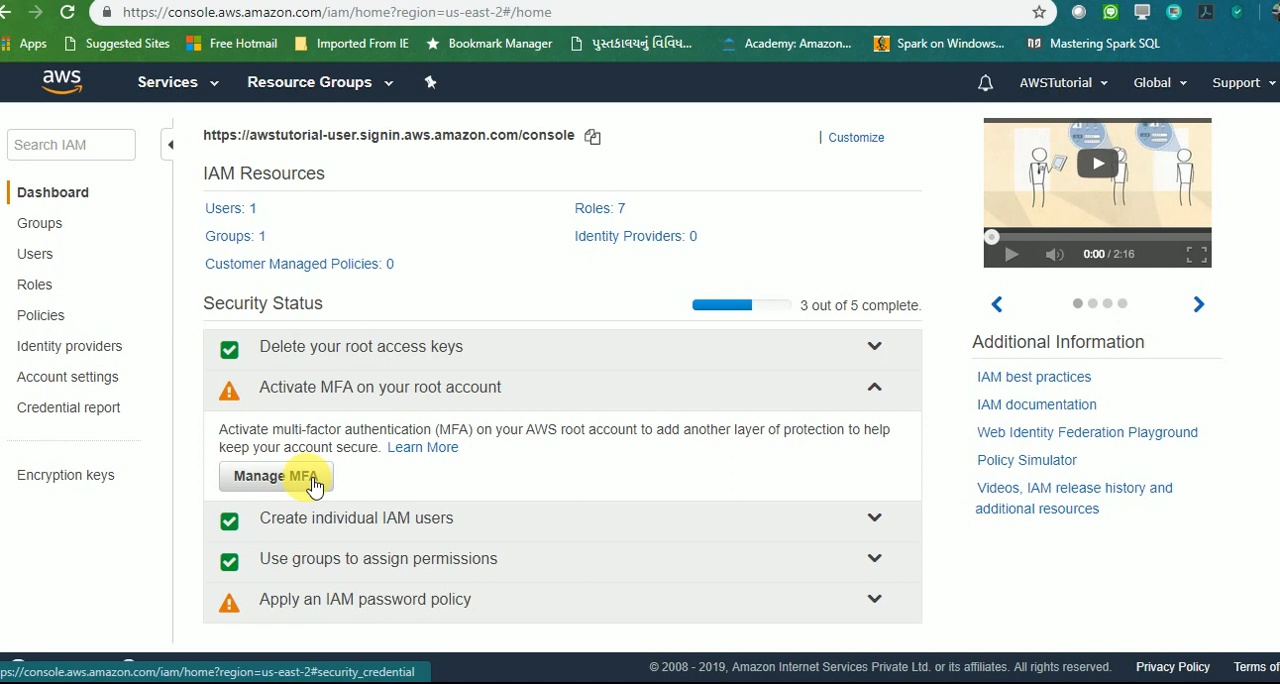 https://console.aws.amazon.com/iam/home?region=us-east-2#/home
Apps Suggested Sites Free Hotmail Imported From IE Bookmark Manager પુસ્તકાલયનું વિવિ... Academy: Amazon... Spark on Windows... Mastering Spark SQL
aws Services Resource Groups AWSTutorial Global Support
Search IAM
Dashboard
Groups
Users
Roles
Policies
Identity providers
Account settings
Credential report
Encryption keys
https://awstutorial-user.signin.aws.amazon.com/console | Customize
IAM Resources
Users: 1 Roles: 7
Groups: 1 Identity Providers: 0
Customer Managed Policies: 0
Security Status 3 out of 5 complete.
Delete your root access keys
Activate MFA on your root account
Activate multi-factor authentication (MFA) on your AWS root account to add another layer of protection to help
keep your account secure. Learn More
Manage MFA
Create individual IAM users
Use groups to assign permissions
Apply an IAM password policy
0:00 / 2:16
Additional Information
IAM best practices
IAM documentation
Web Identity Federation Playground
Policy Simulator
Videos, IAM release history and
additional resources
ps://console.aws.amazon.com/iam/home?region=us-east-2#security_credential
© 2008 - 2019, Amazon Internet Services Private Ltd. or its affiliates. All rights reserved. Privacy Policy Terms of